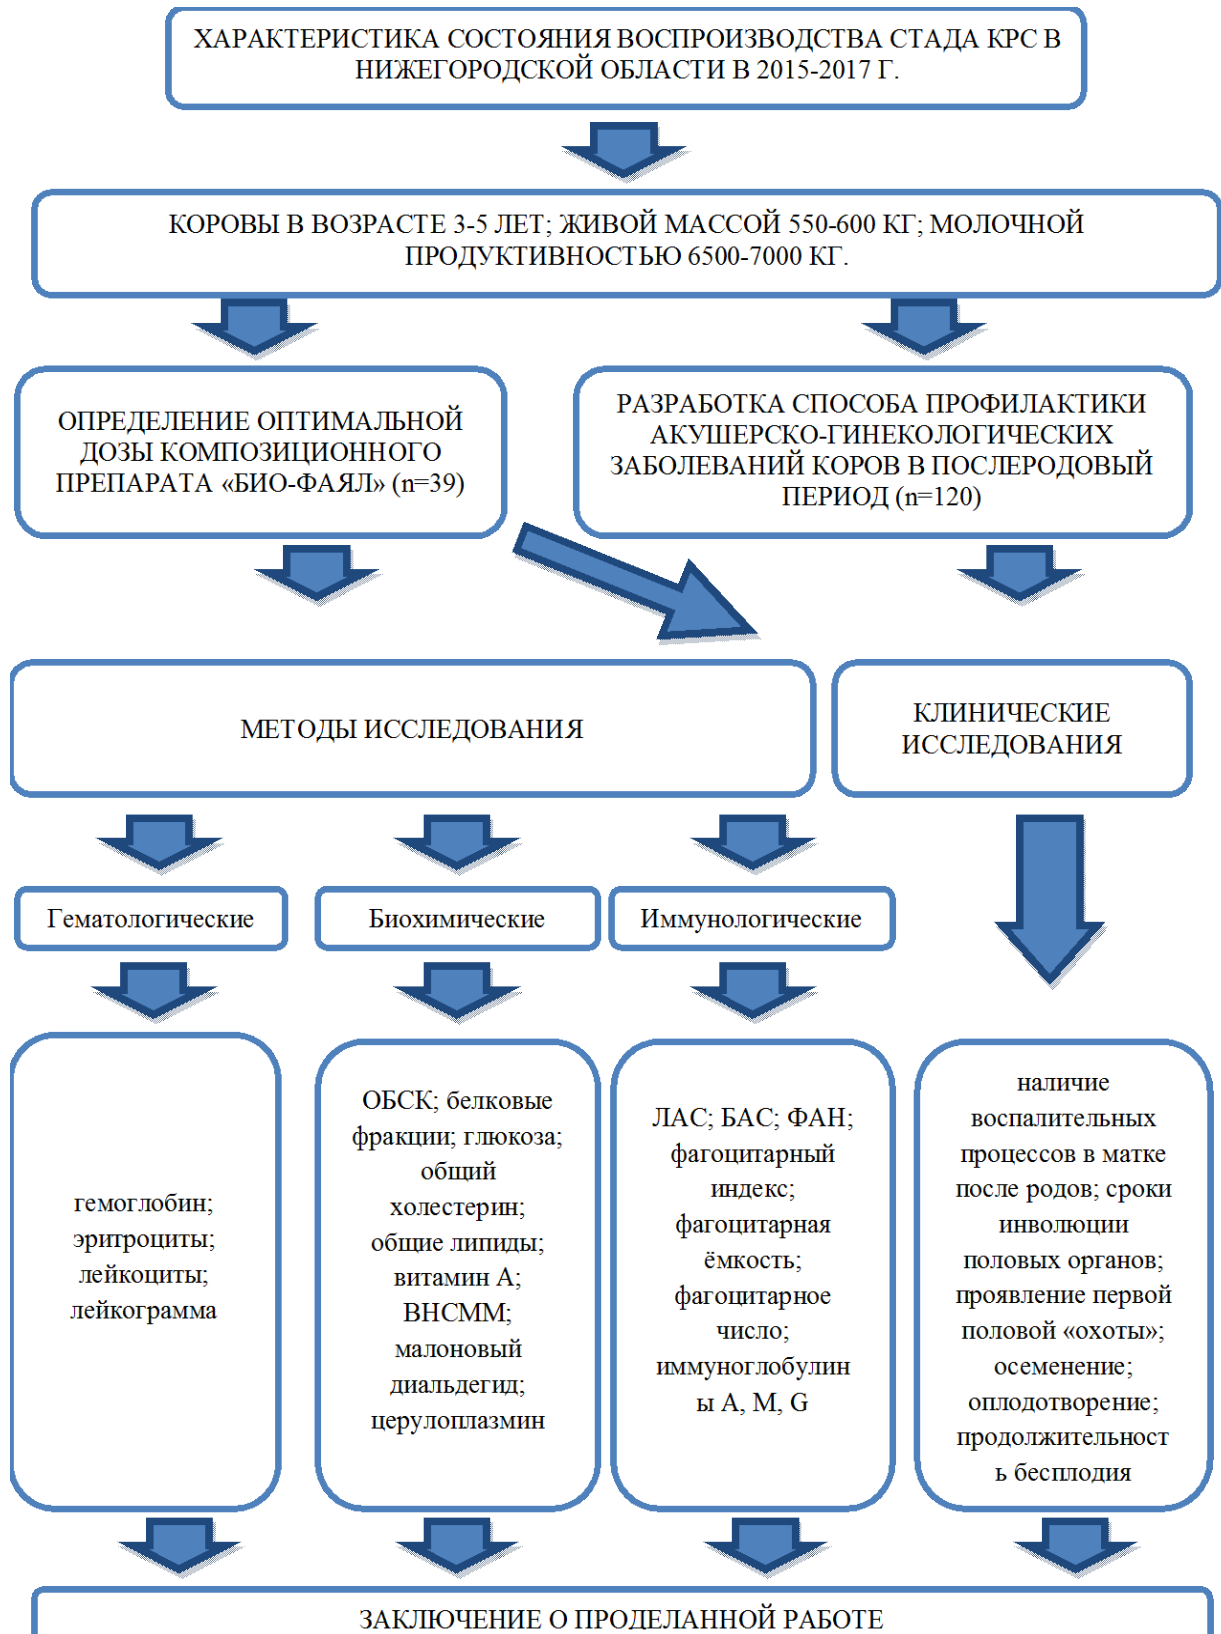 ХАРАКТЕРИСТИКА СОСТОЯНИЯ ВОСПРОИЗВОДСТВА СТАДА КРС В
НИЖЕГОРОДСКОЙ ОБЛАСТИ В 2015-2017 Г.
КОРОВЫ В ВОЗРАСТЕ 3-5 ЛЕТ; ЖИВОЙ МАССОЙ 550-600 КГ; МОЛОЧНОЙ
ПРОДУКТИВНОСТЬЮ 6500-7000 КГ.
ОПРЕДЕЛЕНИЕ ОПТИМАЛЬНОЙ
ДОЗЫ КОМПОЗИЦИОННОГО
ПРЕПАРАТА «БИО-ФАЯЛ» (n=39)
РАЗРАБОТКА СПОСОБА ПРОФИЛАКТИКИ
АКУШЕРСКО-ГИНЕКОЛОГИЧЕСКИХ
ЗАБОЛЕВАНИЙ КОРОВ В ПОСЛЕРОДОВЫЙ
ПЕРИОД (n=120)
МЕТОДЫ ИССЛЕДОВАНИЯ
КЛИНИЧЕСКИЕ
ИССЛЕДОВАНИЯ
Гематологические
Биохимические
Иммунологические
гемоглобин;
эритроциты;
лейкоциты;
лейкограмма
ОБСК; белковые
фракции; глюкоза;
общий
холестерин;
общие липиды;
витамин А;
ВНСММ;
малоновый
диальдегид;
церулоплазмин
ЛАС; БАС; ФАН;
фагоцитарный
индекс;
фагоцитарная
ёмкость;
фагоцитарное
число;
иммуноглобулин
ы A, M, G
наличие
воспалительных
процессов в матке
после родов; сроки
инволюции
половых органов;
проявление первой
половой «охоты»;
осеменение;
оплодотворение;
продолжительност
ь бесплодия
ЗАКЛЮЧЕНИЕ О ПРОДЕЛАННОЙ РАБОТЕ